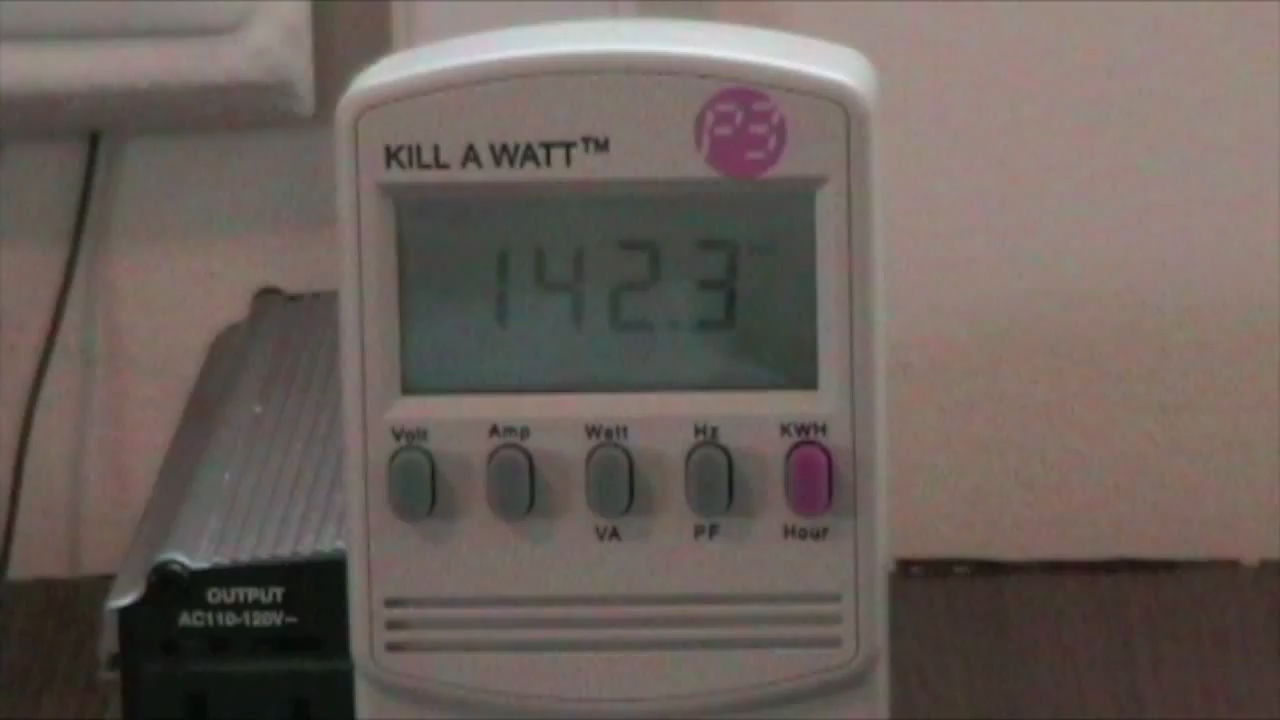 KILL A WATT™
P3
142.3
Volt Amp Watt Hz KWH
VA PF Hour
OUTPUT
AC110-120V~